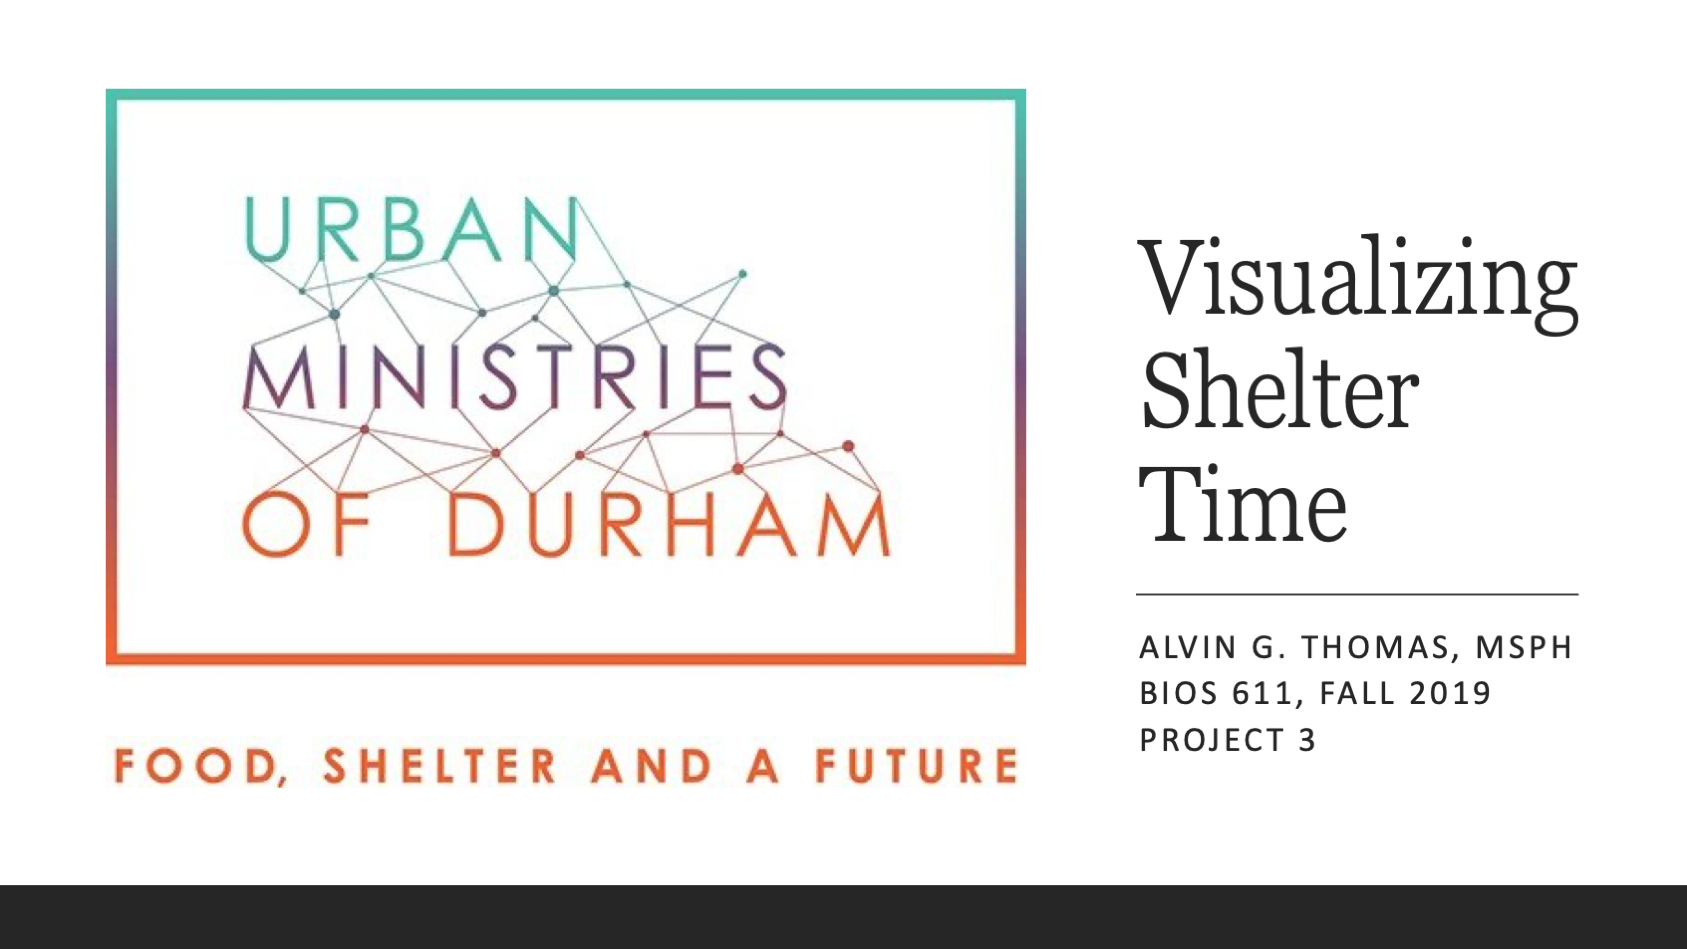 URBAN
MINISTRIES
OF DURHAM
FOOD, SHELTER AND A FUTURE
Visualizing
Shelter
Time
ALVIN G. THOMAS, MSPH
BIOS 611, FALL 2019
PROJECT 3